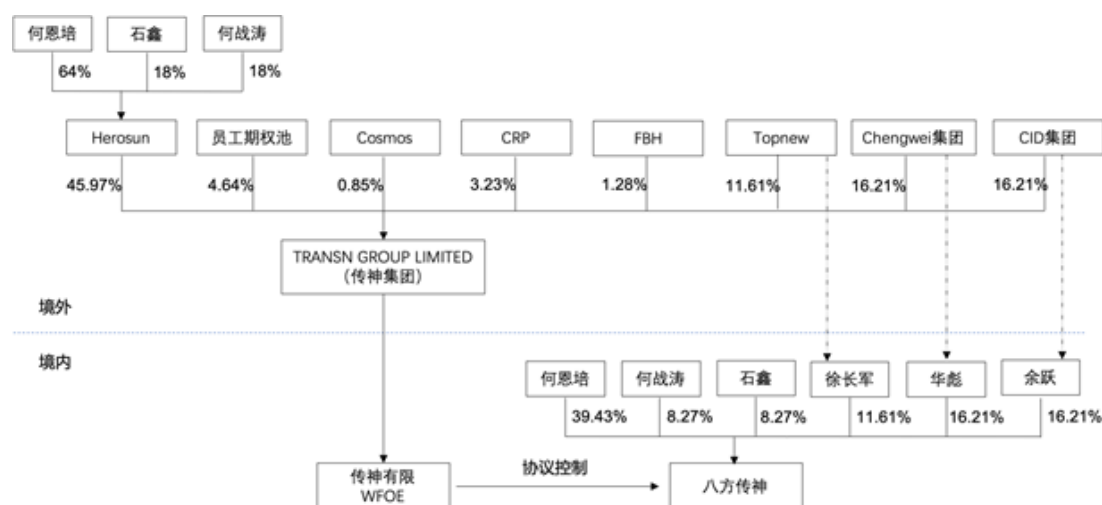 何恩培
石鑫
何战涛
64%
18%
18%
Herosun
员工期权池
Cosmos
CRP
FBH
Topnew
Chengwei集团
CID集团
45.97%
4.64%
0.85%
3.23%
1.28%
11.61%
16.21%
16.21%
TRANSN GROUP LIMITED
（传神集团）
境外
境内
何恩培
何战涛
石鑫
徐长军
华彪
余跃
39.43%
8.27%
8.27%
11.61%
16.21%
16.21%
传神有限
WFOE
协议控制
八方传神